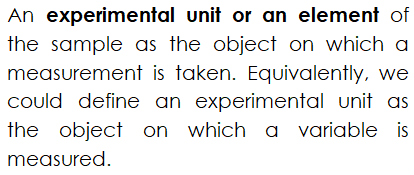 An experimental unit or an element of
the sample as the object on which a
measurement is taken. Equivalently, we
could define an experimental unit as
the object on which a variable is
measured.